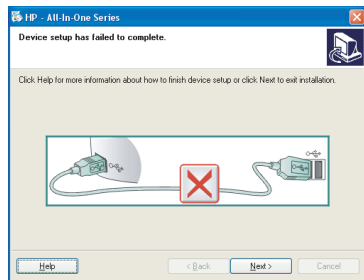 HP - All-In-One Series
Device setup has failed to complete.
Click Help for more information about how to finish device setup or click Next to exit installation.
Help
< Back
Next >
Cancel